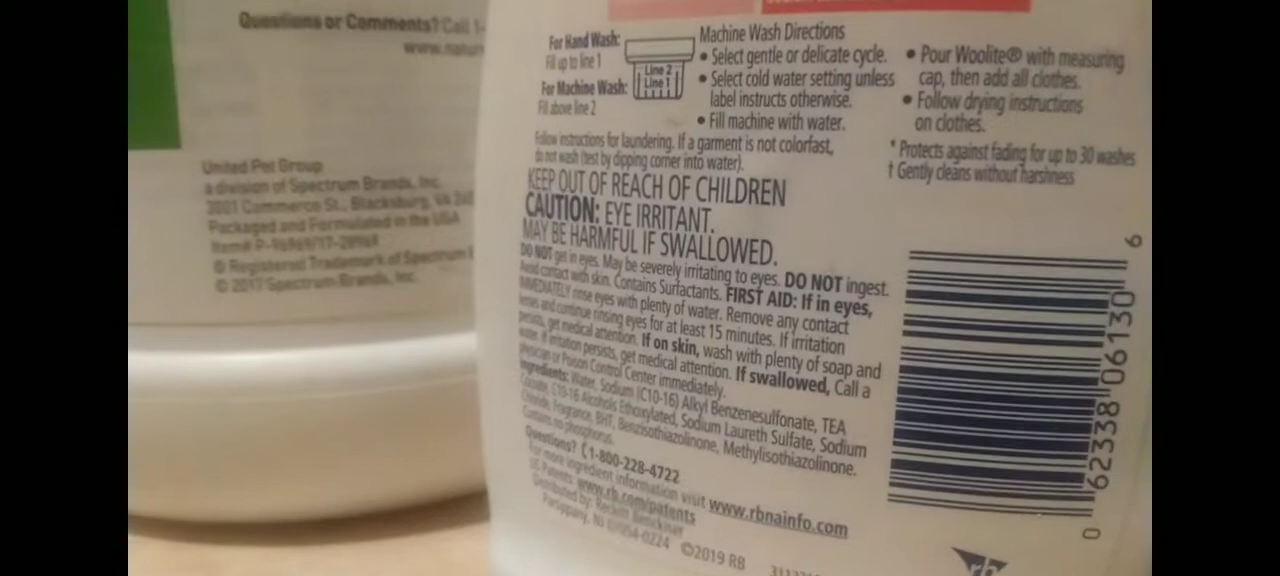 Questions or Comments? Call 1-
www.natur
United Pet Group
a division of Spectrum Brands, Inc.
3001 Commerce St., Blacksburg, VA
Packaged and Formulated in the USA
® Registered Trademark of Spectrum
© 2017 Spectrum Brands, Inc.
For Hand Wash:
Fill up to line 1
For Machine Wash:
Fill above line 2
Line 2
Line 1
Machine Wash Directions
• Select gentle or delicate cycle.
• Select cold water setting unless
label instructs otherwise.
• Fill machine with water.
• Pour Woolite® with measuring
cap, then add all clothes.
• Follow drying instructions
on clothes.
* Protects against fading for up to 30 washes
† Gently cleans without harshness
Follow instructions for laundering. If a garment is not colorfast,
do not wash (test by dipping corner into water).
KEEP OUT OF REACH OF CHILDREN
CAUTION: EYE IRRITANT.
MAY BE HARMFUL IF SWALLOWED.
DO NOT get in eyes. May be severely irritating to eyes. DO NOT ingest.
Avoid contact with skin. Contains Surfactants. FIRST AID: If in eyes,
IMMEDIATELY rinse eyes with plenty of water. Remove any contact
lenses and continue rinsing eyes for at least 15 minutes. If irritation
persists, get medical attention. If on skin, wash with plenty of soap and
water. If irritation persists, get medical attention. If swallowed, Call a
physician or Poison Control Center immediately.
Ingredients: Water, Sodium (C10-16) Alkyl Benzenesulfonate, TEA
Cocoate, C10-16 Alcohols Ethoxylated, Sodium Laureth Sulfate, Sodium
Chloride, Fragrance, BHT, Benzisothiazolinone, Methylisothiazolinone.
Contains no phosphorus.
Questions? 1-800-228-4722
For more ingredient information visit www.rbnainfo.com
US Patents: www.rb.com/patents
Distributed by: Reckitt Benckiser
Parsippany, NJ 07054-0224 ©2019 RB
0 62338 06130 6
rb